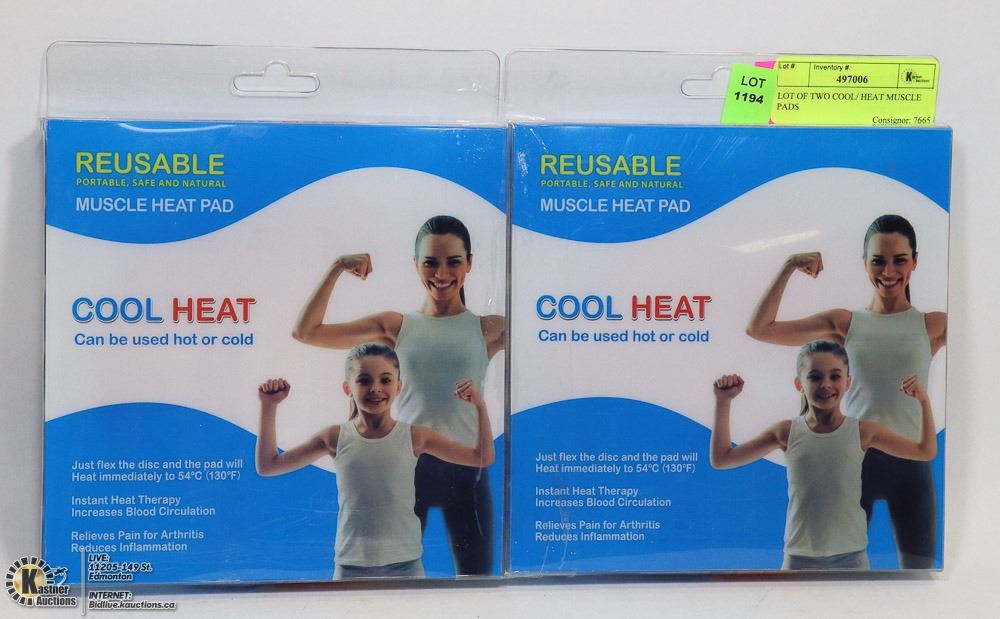 LOT
1194
Lot #:
Inventory #:
497006
Kastner
Auctions
LOT OF TWO COOL/ HEAT MUSCLE
PADS
Consignor: 7665
REUSABLE
PORTABLE, SAFE AND NATURAL
MUSCLE HEAT PAD
COOL HEAT
Can be used hot or cold
Just flex the disc and the pad will
Heat immediately to 54°C (130°F)
Instant Heat Therapy
Increases Blood Circulation
Relieves Pain for Arthritis
Reduces Inflammation
REUSABLE
PORTABLE, SAFE AND NATURAL
MUSCLE HEAT PAD
COOL HEAT
Can be used hot or cold
Just flex the disc and the pad will
Heat immediately to 54°C (130°F)
Instant Heat Therapy
Increases Blood Circulation
Relieves Pain for Arthritis
Reduces Inflammation
Kastner
Auctions
LIVE:
11205-149 St.
Edmonton
INTERNET:
Bidlive.kauctions.ca